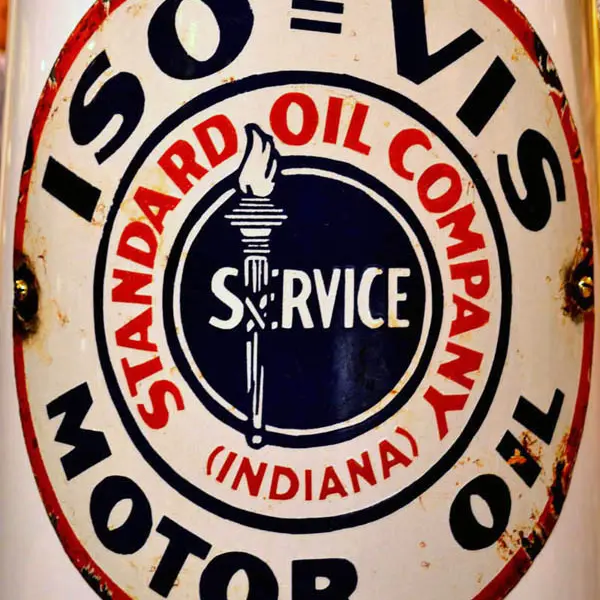 ISO=VIS
STANDARD OIL COMPANY
SERVICE
(INDIANA)
MOTOR OIL